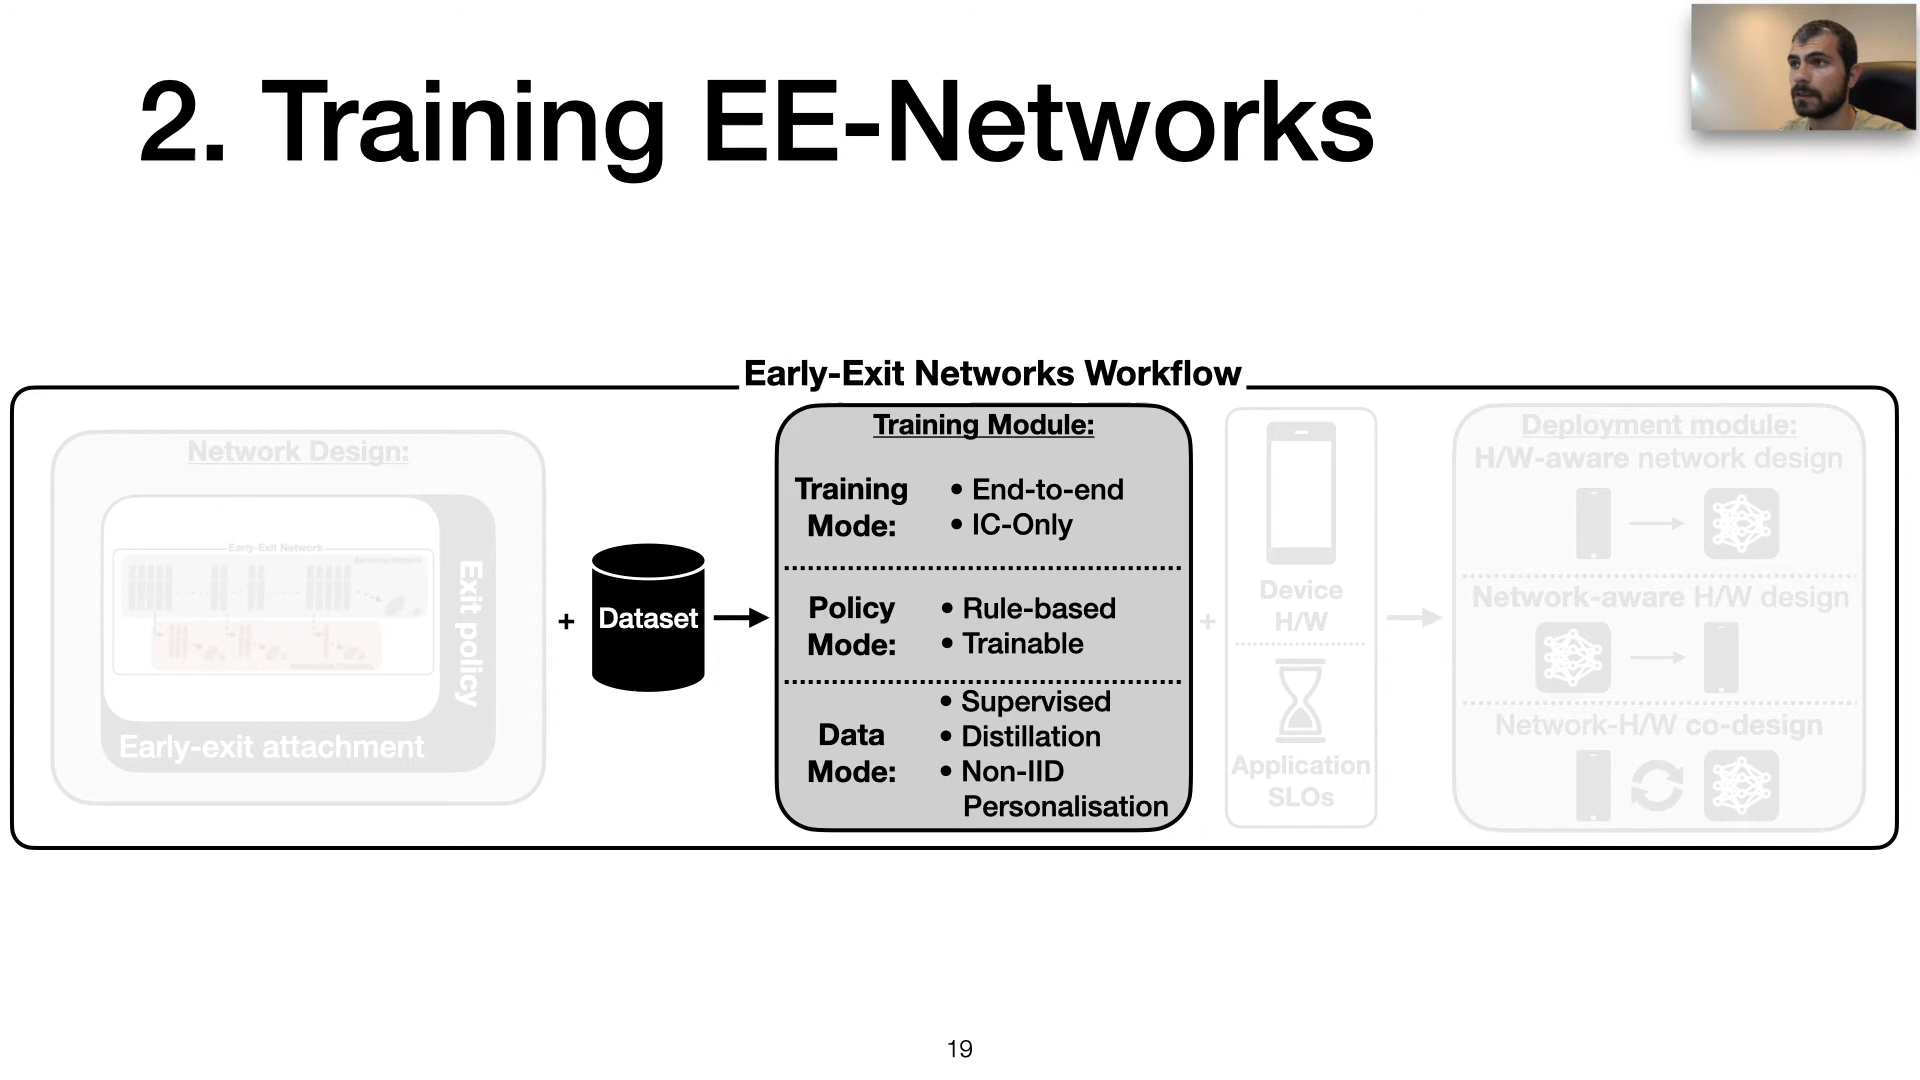 2. Training EE-Networks
Early-Exit Networks Workflow
Network Design:
Early-Exit Network
Exit policy
Early-exit attachment
+
Dataset
Training Module:
Training
Mode:
• End-to-end
• IC-Only
Policy
Mode:
• Rule-based
• Trainable
Data
Mode:
• Supervised
• Distillation
• Non-IID
Personalisation
+
Device
H/W
Application
SLOs
Deployment module:
H/W-aware network design
Network-aware H/W design
Network-H/W co-design
19